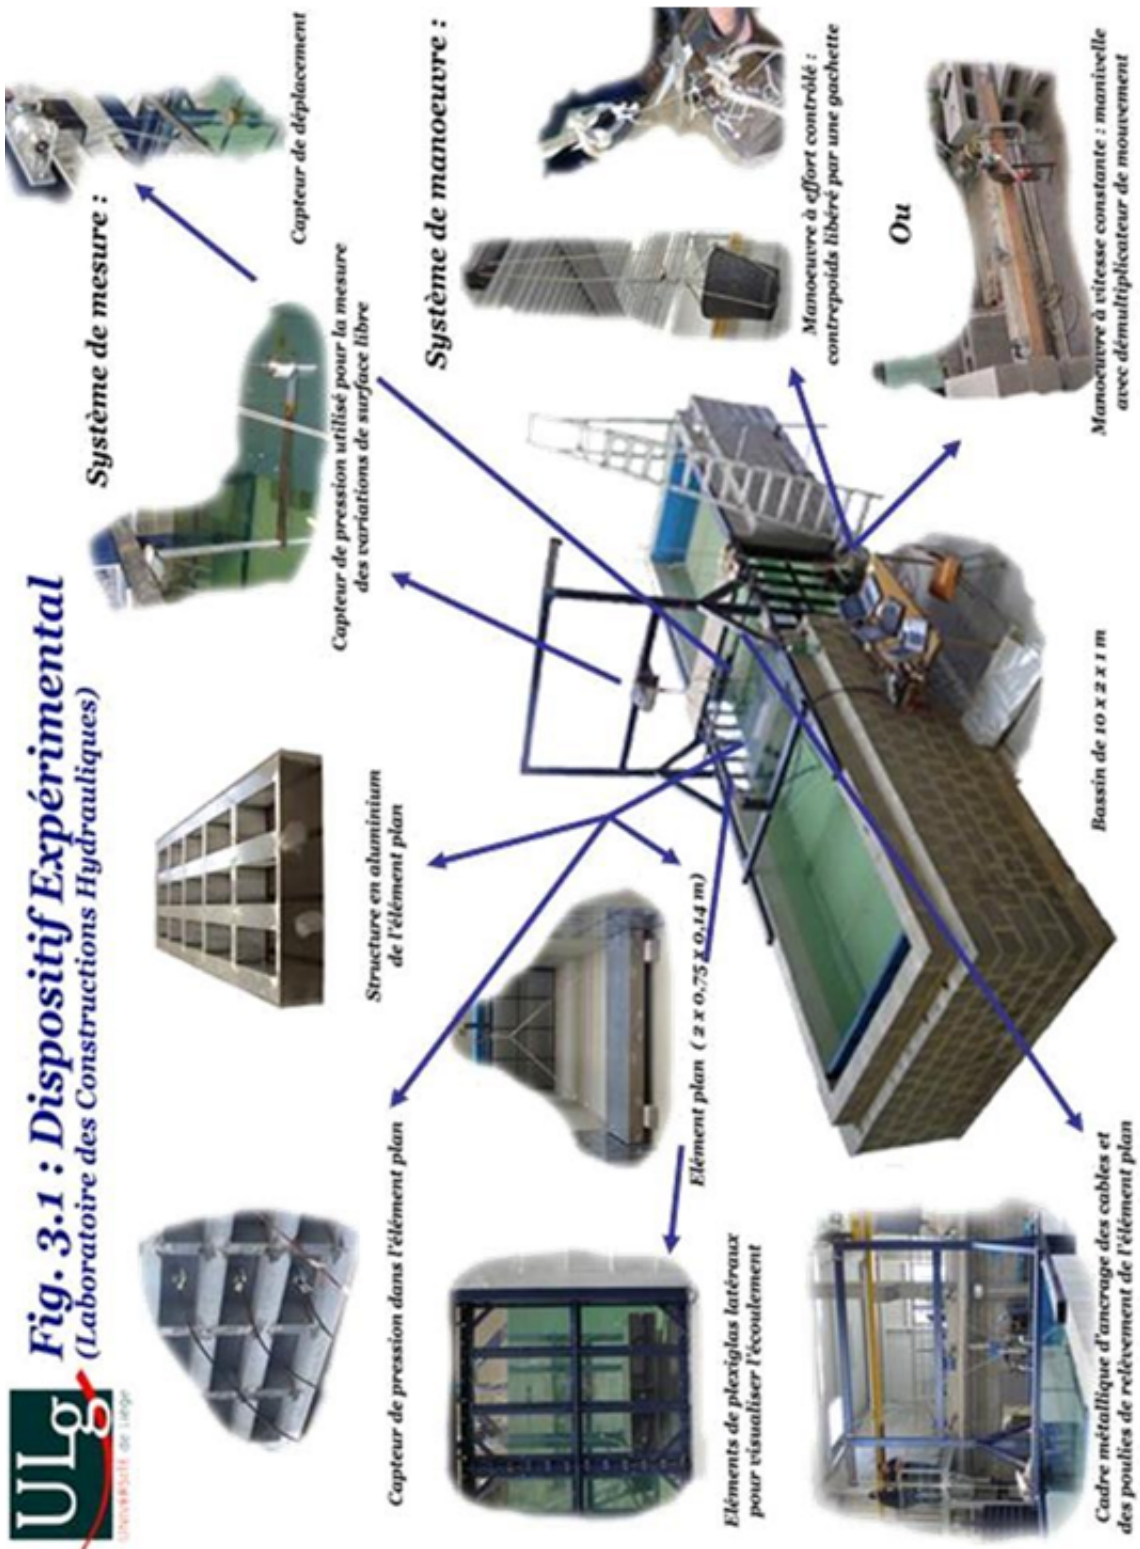 ULg
UNIVERSITÉ de Liège
Fig. 3.1 : Dispositif Expérimental
(Laboratoire des Constructions Hydrauliques)
Système de mesure :
Capteur de déplacement
Capteur de pression utilisé pour la mesure
des variations de surface libre
Structure en aluminium
de l'élément plan
Capteur de pression dans l'élément plan
Système de manoeuvre :
Elément plan ( 2 x 0.75 x 0,14 m)
Eléments de plexiglas latéraux
pour visualiser l'écoulement
Manoeuvre à effort contrôlé :
contrepoids libéré par une gachette
Ou
Manoeuvre à vitesse constante : manivelle
avec démultiplicateur de mouvement
Bassin de 10 x 2 x 1 m
Cadre métallique d'ancrage des cables et
des poulies de relèvement de l'élément plan